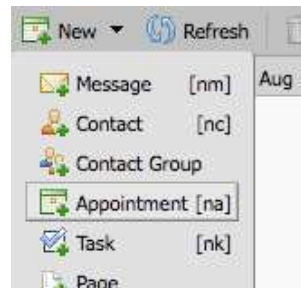 New Refresh
Aug
Message [nm]
Contact [nc]
Contact Group
Appointment [na]
Task [nk]
Page